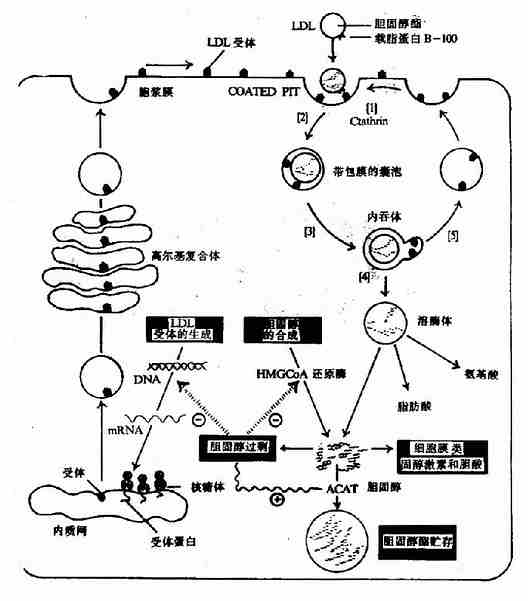 LDL
胆固醇酯
载脂蛋白 B-100
LDL 受体
胞浆膜
COATED PIT
[1]
Ctathrin
[2]
带包膜的囊泡
内吞体
[3]
[4]
[5]
高尔基复合体
溶酶体
氨基酸
脂肪酸
LDL
受体的生成
胆固醇
的合成
DNA
HMGCoA 还原酶
mRNA
胆固醇过剩
细胞膜类
固醇激素和胆酸
受体
核糖体
ACAT
胆固醇
内质网
受体蛋白
胆固醇酯贮存